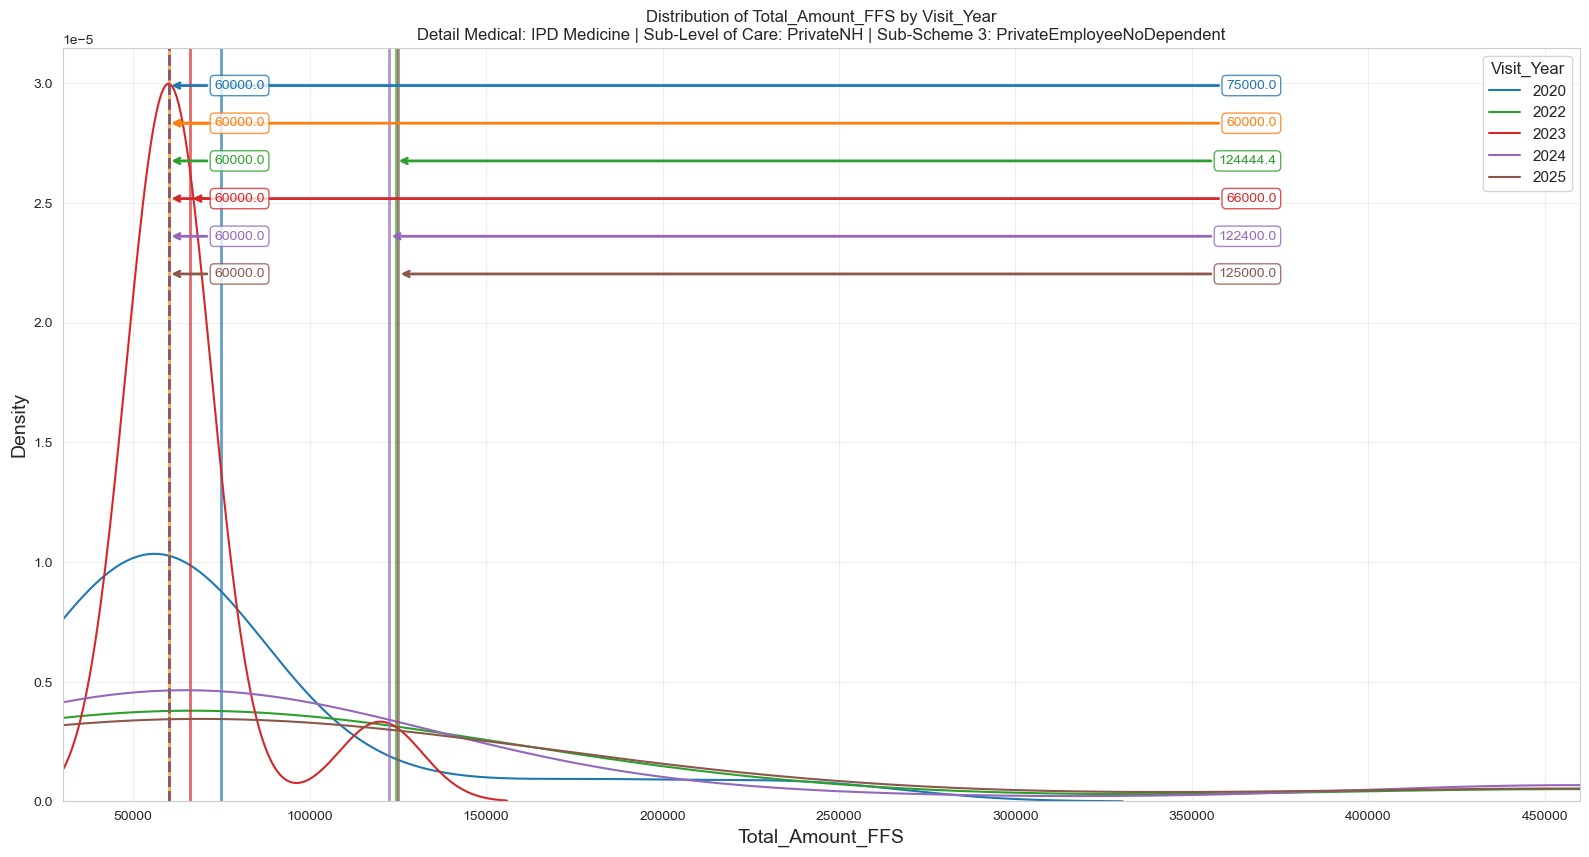 Distribution of Total_Amount_FFS by Visit_Year
Detail Medical: IPD Medicine | Sub-Level of Care: PrivateNH | Sub-Scheme 3: PrivateEmployeeNoDependent
1e−5
Visit_Year
2020
2022
2023
2024
2025
60000.0 75000.0
60000.0 60000.0
60000.0 124444.4
60000.0 66000.0
60000.0 122400.0
60000.0 125000.0
3.0
2.5
2.0
1.5
1.0
0.5
0.0
Density
50000 100000 150000 200000 250000 300000 350000 400000 450000
Total_Amount_FFS